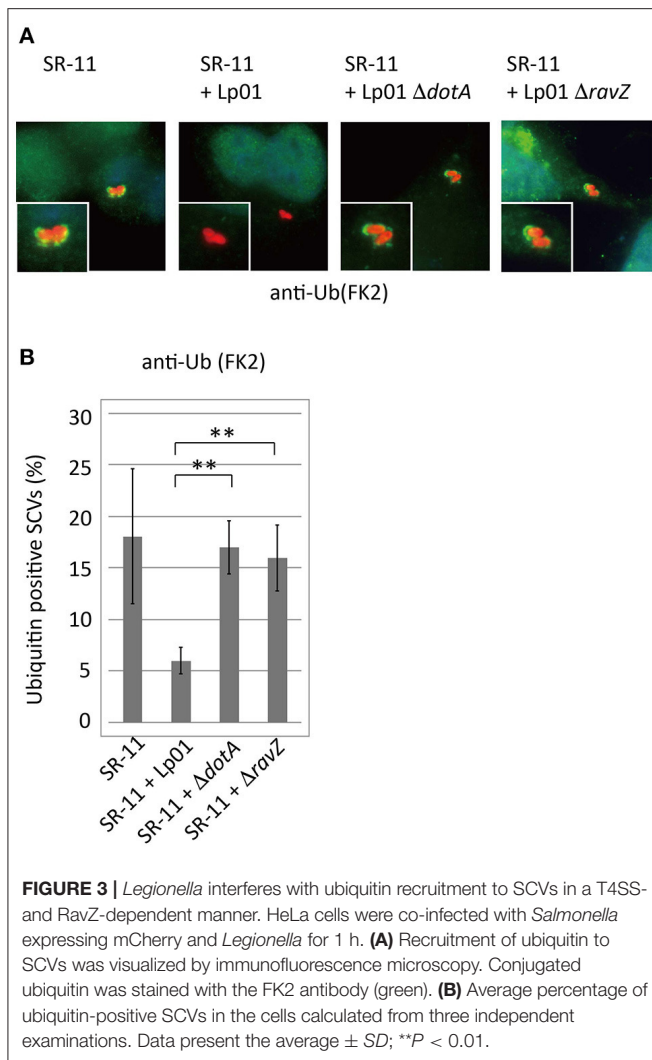 A
SR-11
SR-11
+ Lp01
SR-11
+ Lp01 ΔdotA
SR-11
+ Lp01 ΔravZ
anti-Ub(FK2)
B
anti-Ub (FK2)
Ubiquitin positive SCVs (%)
30
25
20
15
10
5
0
**
**
SR-11
SR-11 + Lp01
SR-11 + ΔdotA
SR-11 + ΔravZ
FIGURE 3 | Legionella interferes with ubiquitin recruitment to SCVs in a T4SS-
and RavZ-dependent manner. HeLa cells were co-infected with Salmonella
expressing mCherry and Legionella for 1 h. (A) Recruitment of ubiquitin to
SCVs was visualized by immunofluorescence microscopy. Conjugated
ubiquitin was stained with the FK2 antibody (green). (B) Average percentage of
ubiquitin-positive SCVs in the cells calculated from three independent
examinations. Data present the average ± SD; **P < 0.01.